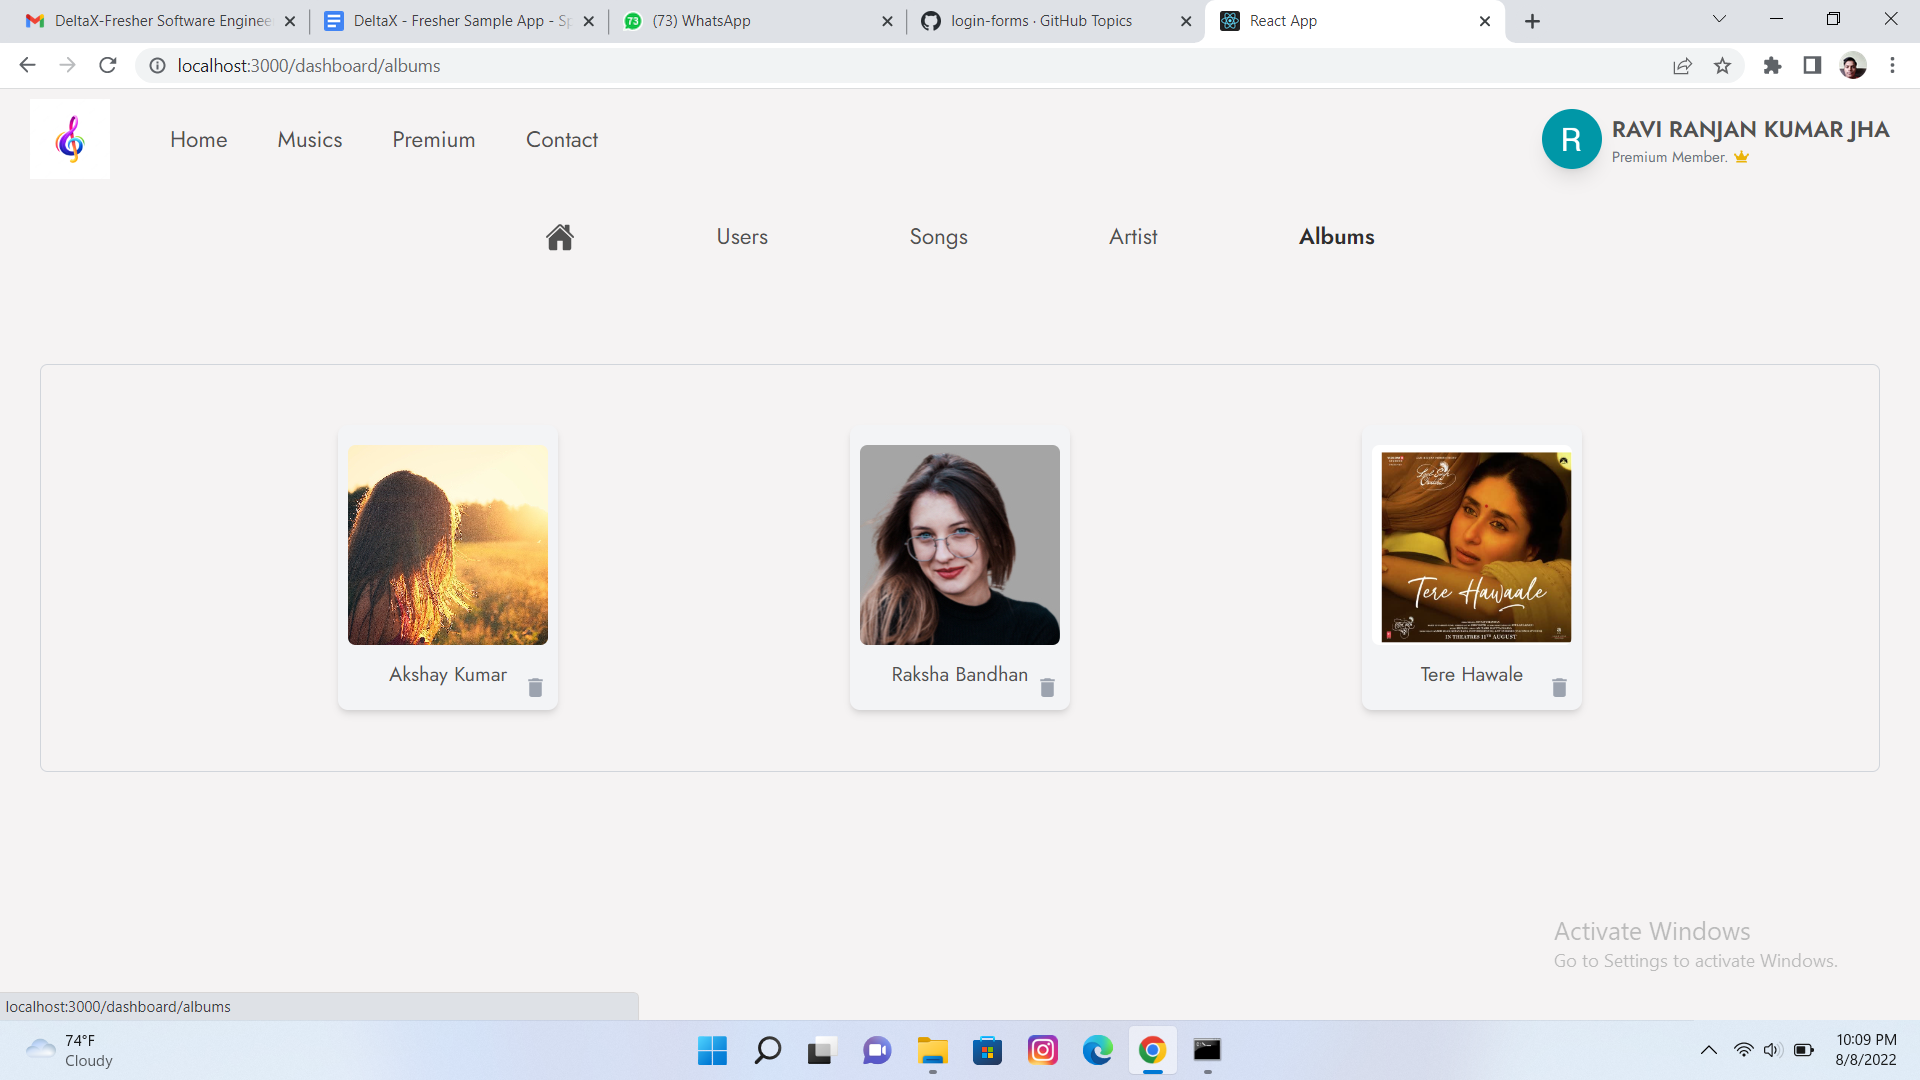 DeltaX-Fresher Software Enginee
DeltaX - Fresher Sample App - Sp
73
(73) WhatsApp
login-forms · GitHub Topics
React App
localhost:3000/dashboard/albums
Home
Musics
Premium
Contact
R
RAVI RANJAN KUMAR JHA
Premium Member.
Users
Songs
Artist
Albums
Tere Hawaale
IN THEATRES 11TH AUGUST
Akshay Kumar
Raksha Bandhan
Tere Hawale
Activate Windows
Go to Settings to activate Windows.
localhost:3000/dashboard/albums
74°F
Cloudy
10:09 PM
8/8/2022